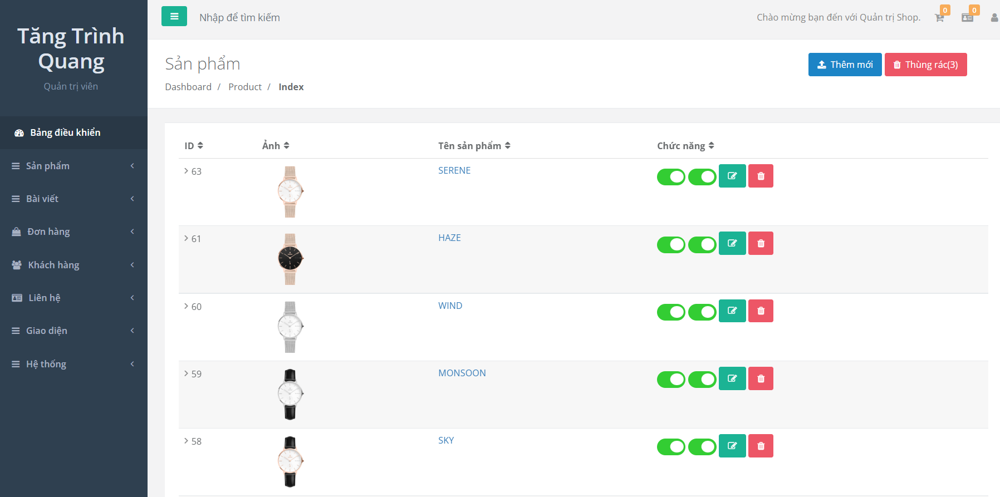 Tăng Trình
Quang
Quản trị viên
Bảng điều khiển
Sản phẩm
Bài viết
Đơn hàng
Khách hàng
Liên hệ
Giao diện
Hệ thống
Nhập để tìm kiếm
Chào mừng bạn đến với Quản trị Shop.
0
0
Sản phẩm
Dashboard / Product / Index
Thêm mới
Thùng rác(3)
ID Ảnh Tên sản phẩm Chức năng
63 SERENE
61 HAZE
60 WIND
59 MONSOON
58 SKY